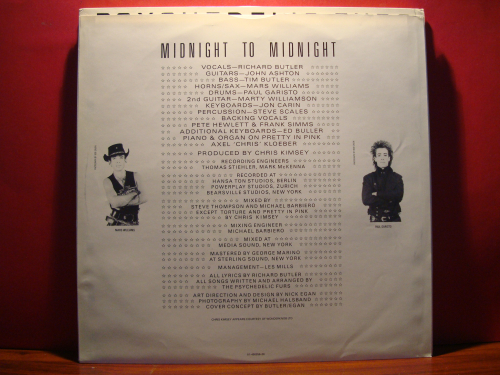 MIDNIGHT TO MIDNIGHT
VOCALS—RICHARD BUTLER
GUITARS—JOHN ASHTON
BASS—TIM BUTLER
HORNS/SAX—MARS WILLIAMS
DRUMS—PAUL GARISTO
2nd GUITAR—MARTY WILLIAMSON
KEYBOARDS—JON CARIN
PERCUSSION—STEVE SCALES
BACKING VOCALS
PETE HEWLETT & FRANK SIMMS
ADDITIONAL KEYBOARDS—ED BULLER
PIANO & ORGAN ON PRETTY IN PINK
AXEL 'CHRIS' KLOEBER
PRODUCED BY CHRIS KIMSEY
RECORDING ENGINEERS
THOMAS STIEHLER, MARK McKENNA
RECORDED AT
HANSA TON STUDIOS, BERLIN
POWERPLAY STUDIOS, ZURICH
BEARSVILLE STUDIOS, NEW YORK
MIXED BY
STEVE THOMPSON AND MICHAEL BARBIERO
EXCEPT TORTURE AND PRETTY IN PINK
BY CHRIS KIMSEY
MIXING ENGINEER
MICHAEL BARBIERO
MIXED AT
MEDIA SOUND, NEW YORK
MASTERED BY GEORGE MARINO
AT STERLING SOUND, NEW YORK
MANAGEMENT—LES MILLS
ALL LYRICS BY RICHARD BUTLER
ALL SONGS WRITTEN AND ARRANGED BY
THE PSYCHEDELIC FURS
ART DIRECTION AND DESIGN BY NICK EGAN
PHOTOGRAPHY BY MICHAEL HALSBAND
COVER CONCEPT BY BUTLER/EGAN
MARS WILLIAMS
PAUL GARISTO